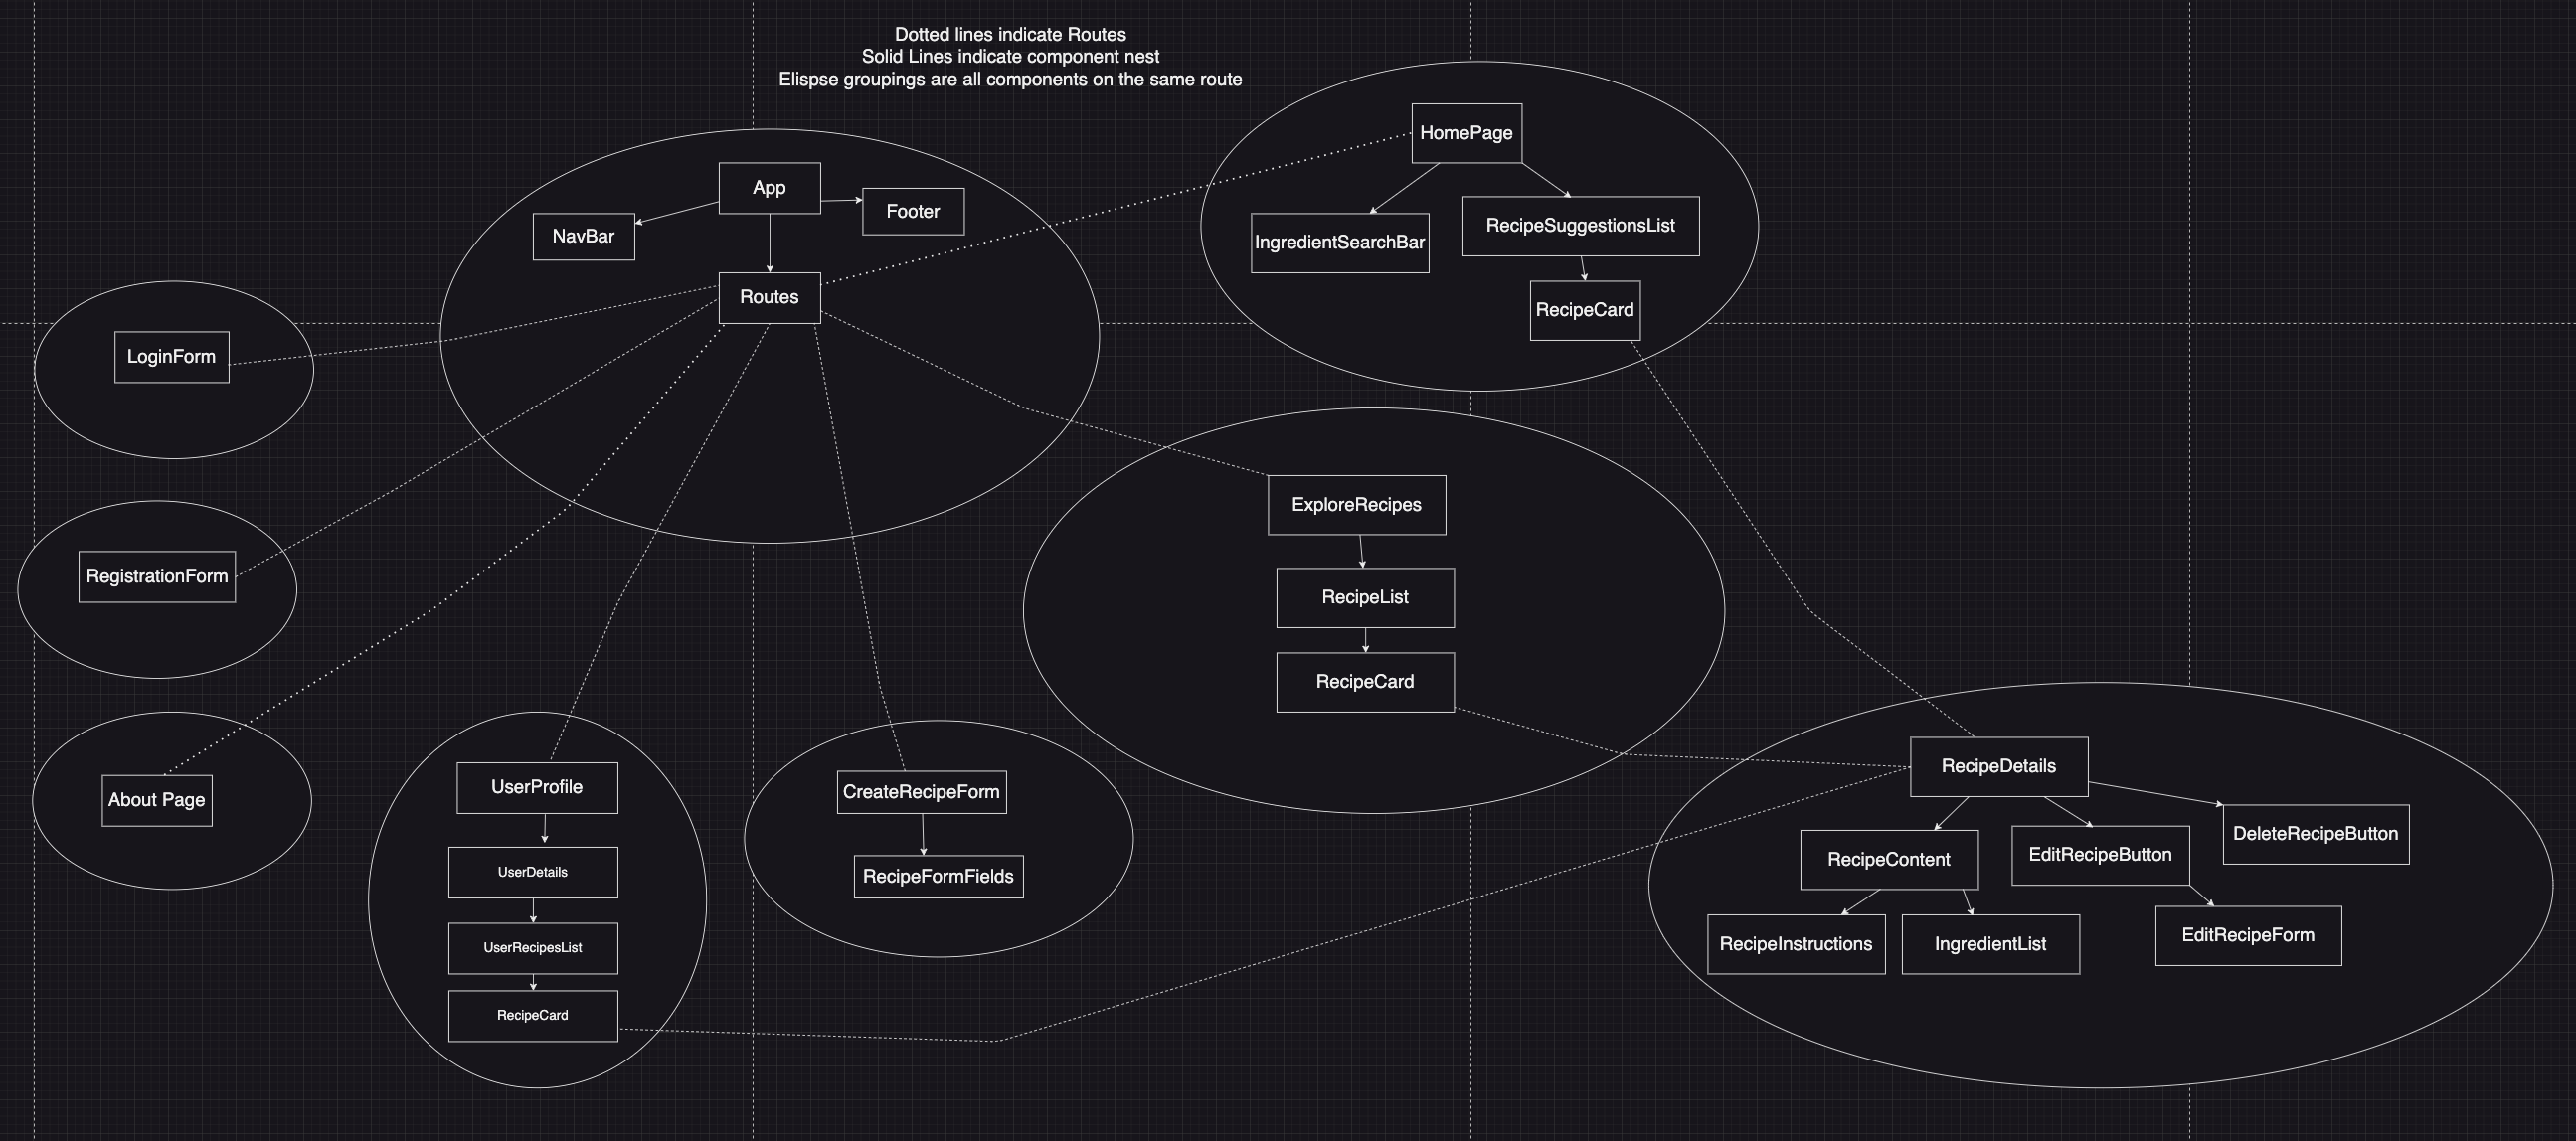 Dotted lines indicate Routes
Solid Lines indicate component nest
Elispse groupings are all components on the same route
App
NavBar
Footer
Routes
HomePage
IngredientSearchBar
RecipeSuggestionsList
RecipeCard
LoginForm
RegistrationForm
About Page
ExploreRecipes
RecipeList
RecipeCard
UserProfile
UserDetails
UserRecipesList
RecipeCard
CreateRecipeForm
RecipeFormFields
RecipeDetails
RecipeContent
EditRecipeButton
DeleteRecipeButton
RecipeInstructions
IngredientList
EditRecipeForm